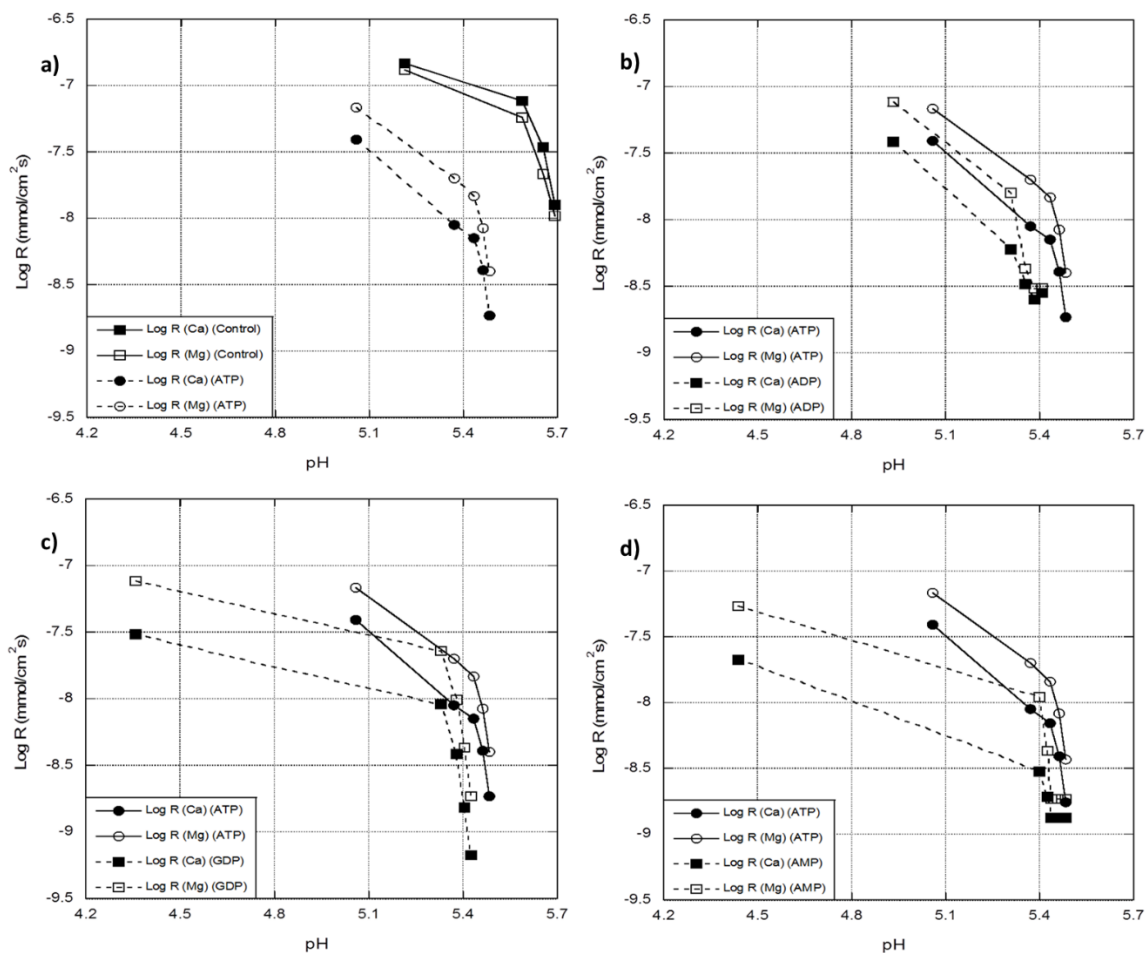 a)
-6.5
-7
-7.5
-8
-8.5
-9
-9.5
Log R (mmol/cm²s)
Log R (Ca) (Control)
Log R (Mg) (Control)
Log R (Ca) (ATP)
Log R (Mg) (ATP)
4.2 4.5 4.8 5.1 5.4 5.7
pH
b)
-6.5
-7
-7.5
-8
-8.5
-9
-9.5
Log R (mmol/cm²s)
Log R (Ca) (ATP)
Log R (Mg) (ATP)
Log R (Ca) (ADP)
Log R (Mg) (ADP)
4.2 4.5 4.8 5.1 5.4 5.7
pH
c)
-6.5
-7
-7.5
-8
-8.5
-9
-9.5
Log R (mmol/cm²s)
Log R (Ca) (ATP)
Log R (Mg) (ATP)
Log R (Ca) (GDP)
Log R (Mg) (GDP)
4.2 4.5 4.8 5.1 5.4 5.7
pH
d)
-6.5
-7
-7.5
-8
-8.5
-9
-9.5
Log R (mmol/cm²s)
Log R (Ca) (ATP)
Log R (Mg) (ATP)
Log R (Ca) (AMP)
Log R (Mg) (AMP)
4.2 4.5 4.8 5.1 5.4 5.7
pH